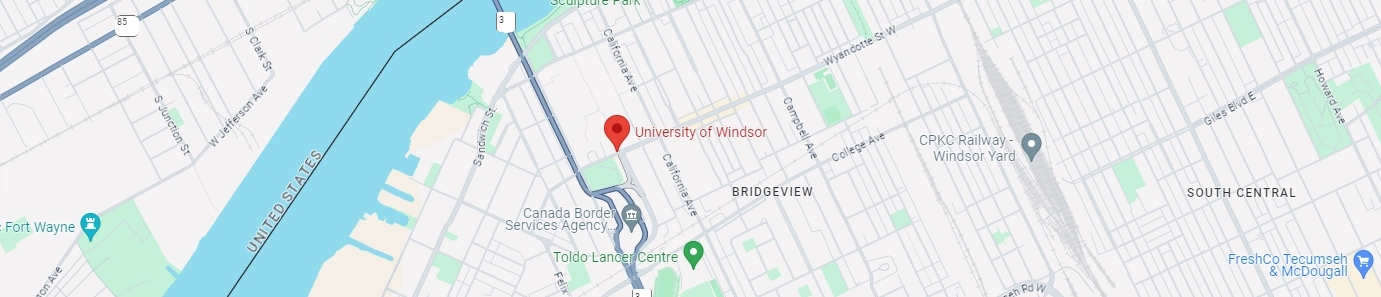 Sculpture Park
85
3
S Clark St
California Ave
Wyandotte St W
W Jefferson Ave
S Junction St
Sandwich St
Campbell Ave
Howard Ave
Giles Blvd E
University of Windsor
College Ave
CPKC Railway -
Windsor Yard
UNITED STATES
California Ave
BRIDGEVIEW
SOUTH CENTRAL
Fort Wayne
Canada Border
Services Agency...
Toldo Lancer Centre
FreshCo Tecumseh
& McDougall
Felix
Rd W
3